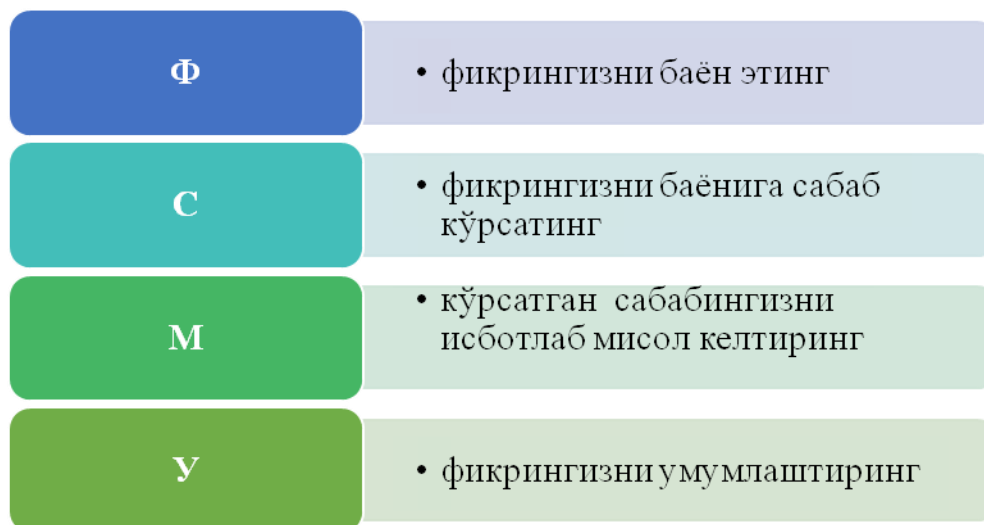 Ф
• фикрингизни баён этинг
С
• фикрингизни баёнига сабаб
кўрсатинг
М
• кўрсатган сабабингизни
исботлаб мисол келтиринг
У
• фикрингизни умумлаштиринг